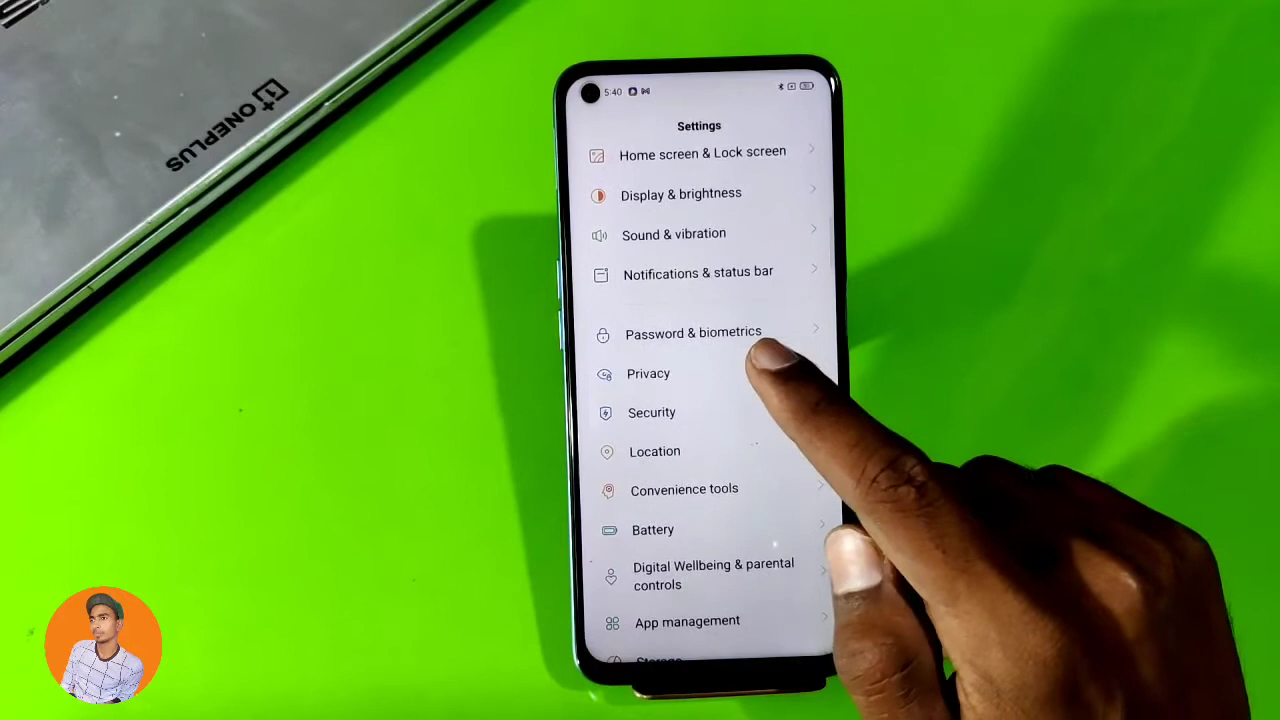 ONEPLUS
5:40
Settings
Home screen & Lock screen
Display & brightness
Sound & vibration
Notifications & status bar
Password & biometrics
Privacy
Security
Location
Convenience tools
Battery
Digital Wellbeing & parental
controls
App management
Storage